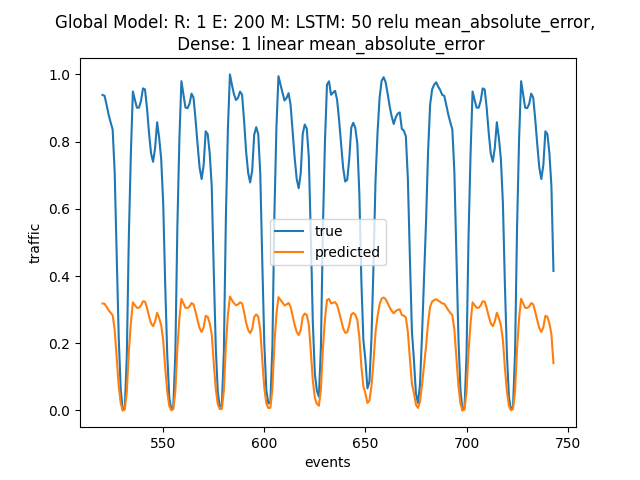 Global Model: R: 1 E: 200 M: LSTM: 50 relu mean_absolute_error,
Dense: 1 linear mean_absolute_error
1.0
0.8
0.6
0.4
0.2
0.0
traffic
true
predicted
550
600
650
700
750
events